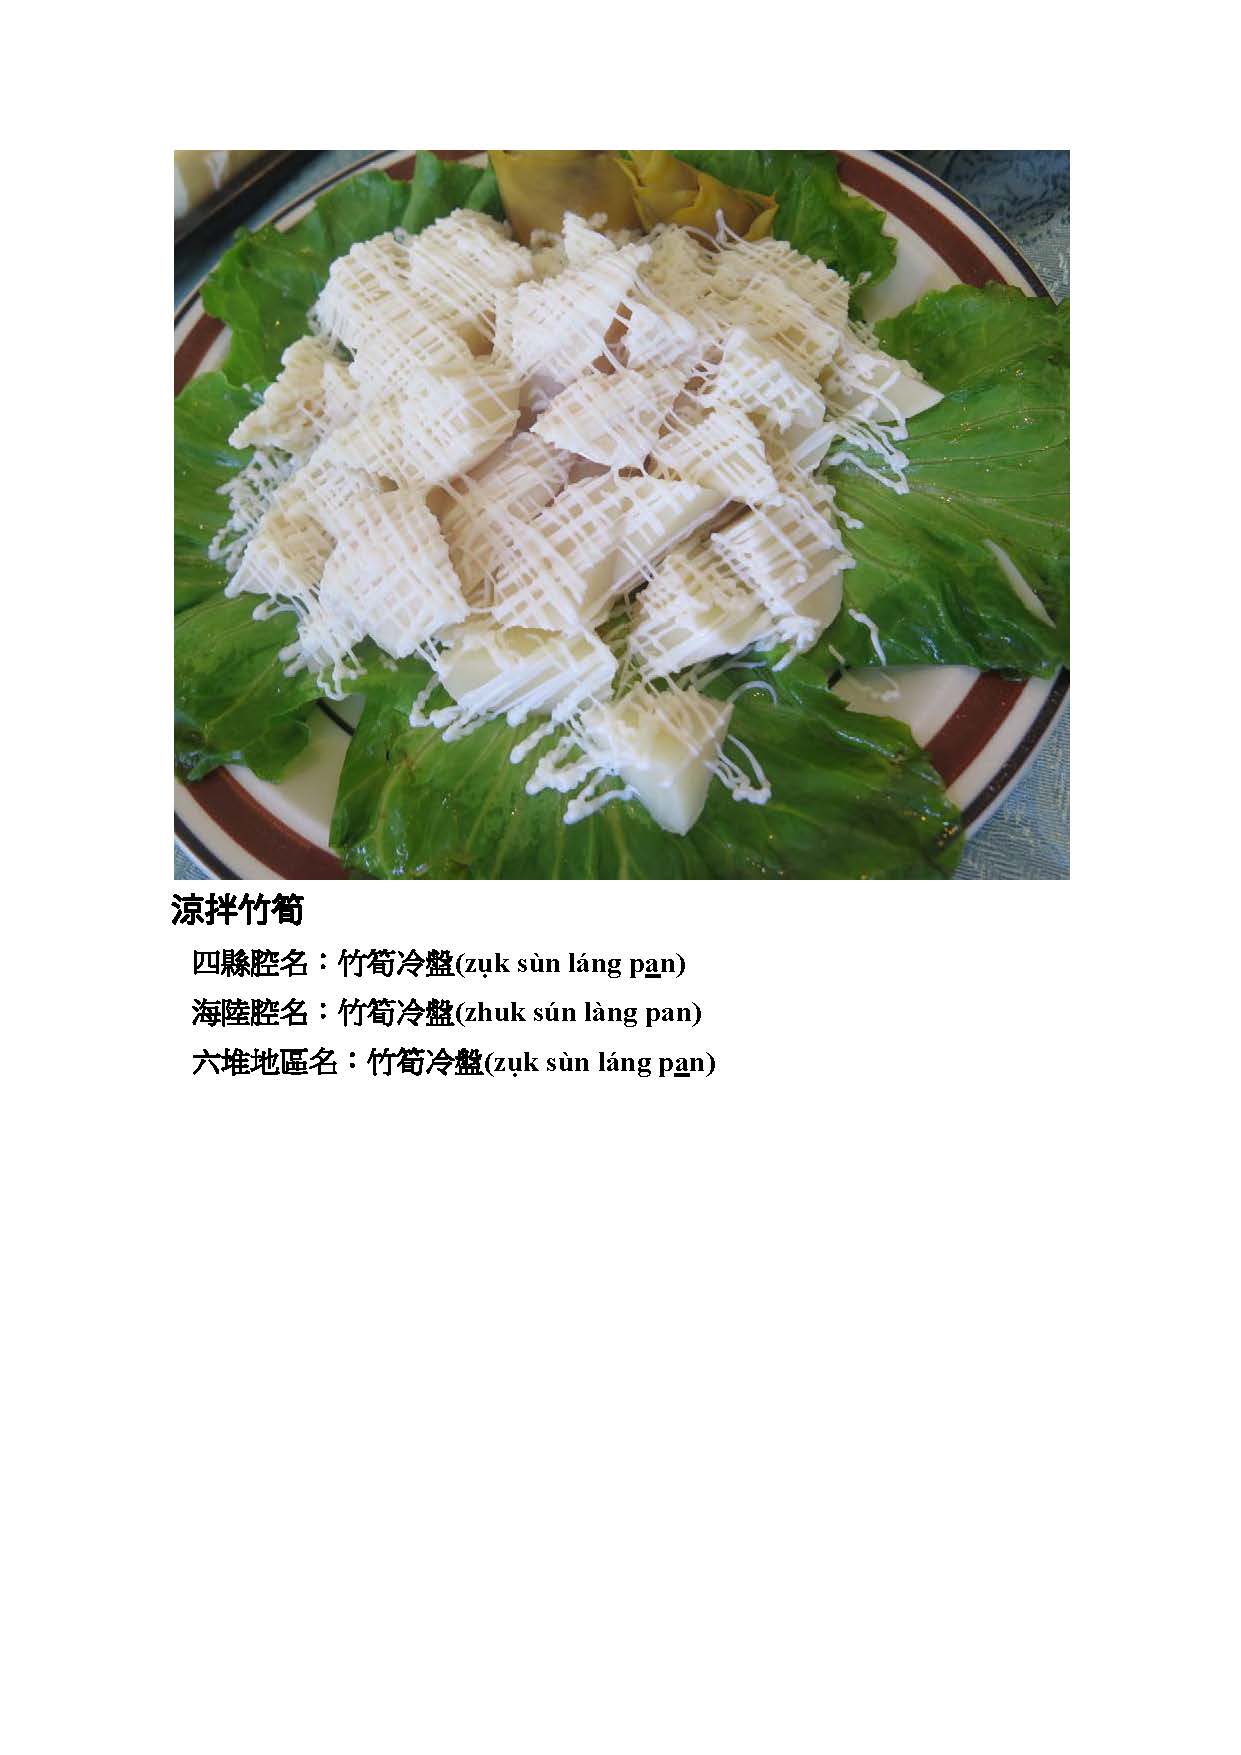 涼拌竹筍
四縣腔名：竹筍冷盤(zụk sùn láng pa̲n)
海陸腔名：竹筍冷盤(zhuk sún làng pan)
六堆地區名：竹筍冷盤(zụk sùn láng pa̲n)